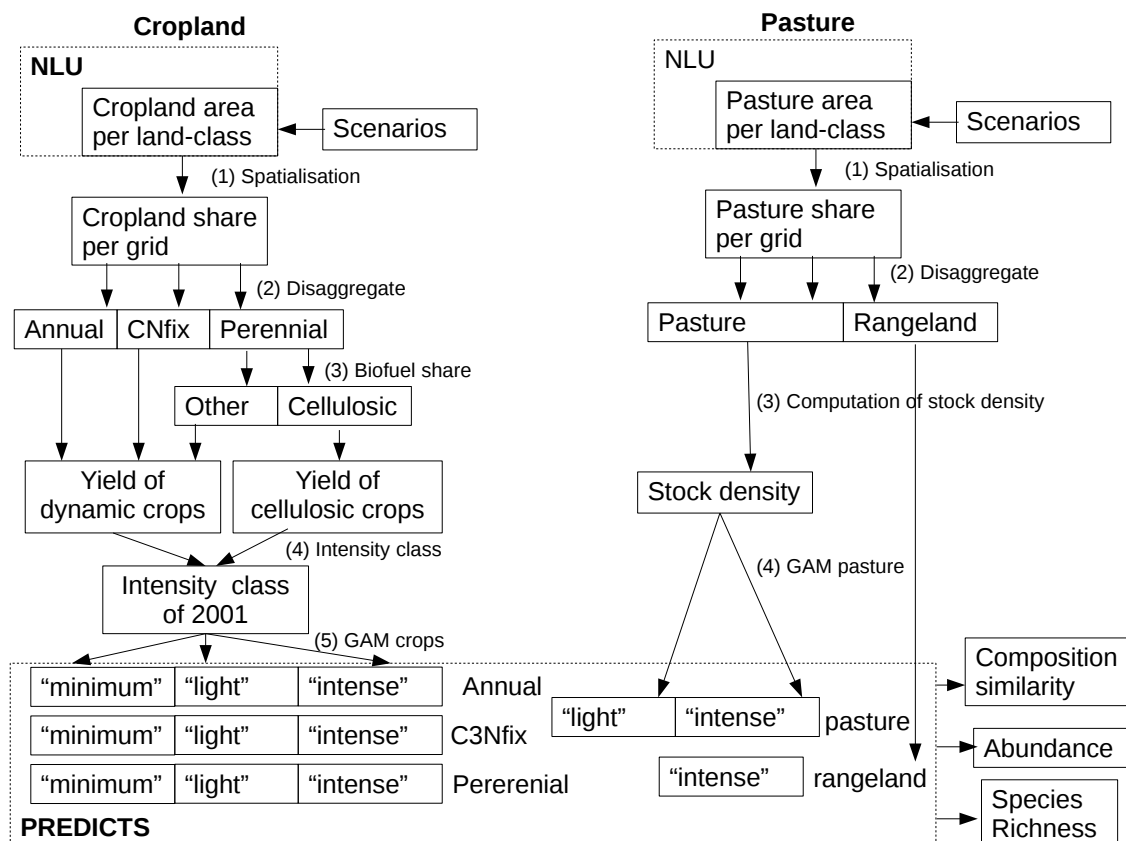 Cropland
NLU
Cropland area
per land-class
Scenarios
(1) Spatialisation
Cropland share
per grid
(2) Disaggregate
Annual
CNfix
Perennial
(3) Biofuel share
Other
Cellulosic
Yield of
dynamic crops
Yield of
cellulosic crops
(4) Intensity class
Intensity class
of 2001
(5) GAM crops
“minimum” “light” “intense” Annual
“minimum” “light” “intense” C3Nfix
“minimum” “light” “intense” Pererenial
PREDICTS
Pasture
NLU
Pasture area
per land-class
Scenarios
(1) Spatialisation
Pasture share
per grid
(2) Disaggregate
Pasture
Rangeland
(3) Computation of stock density
Stock density
(4) GAM pasture
“light” “intense” pasture
“intense” rangeland
Composition
similarity
Abundance
Species
Richness